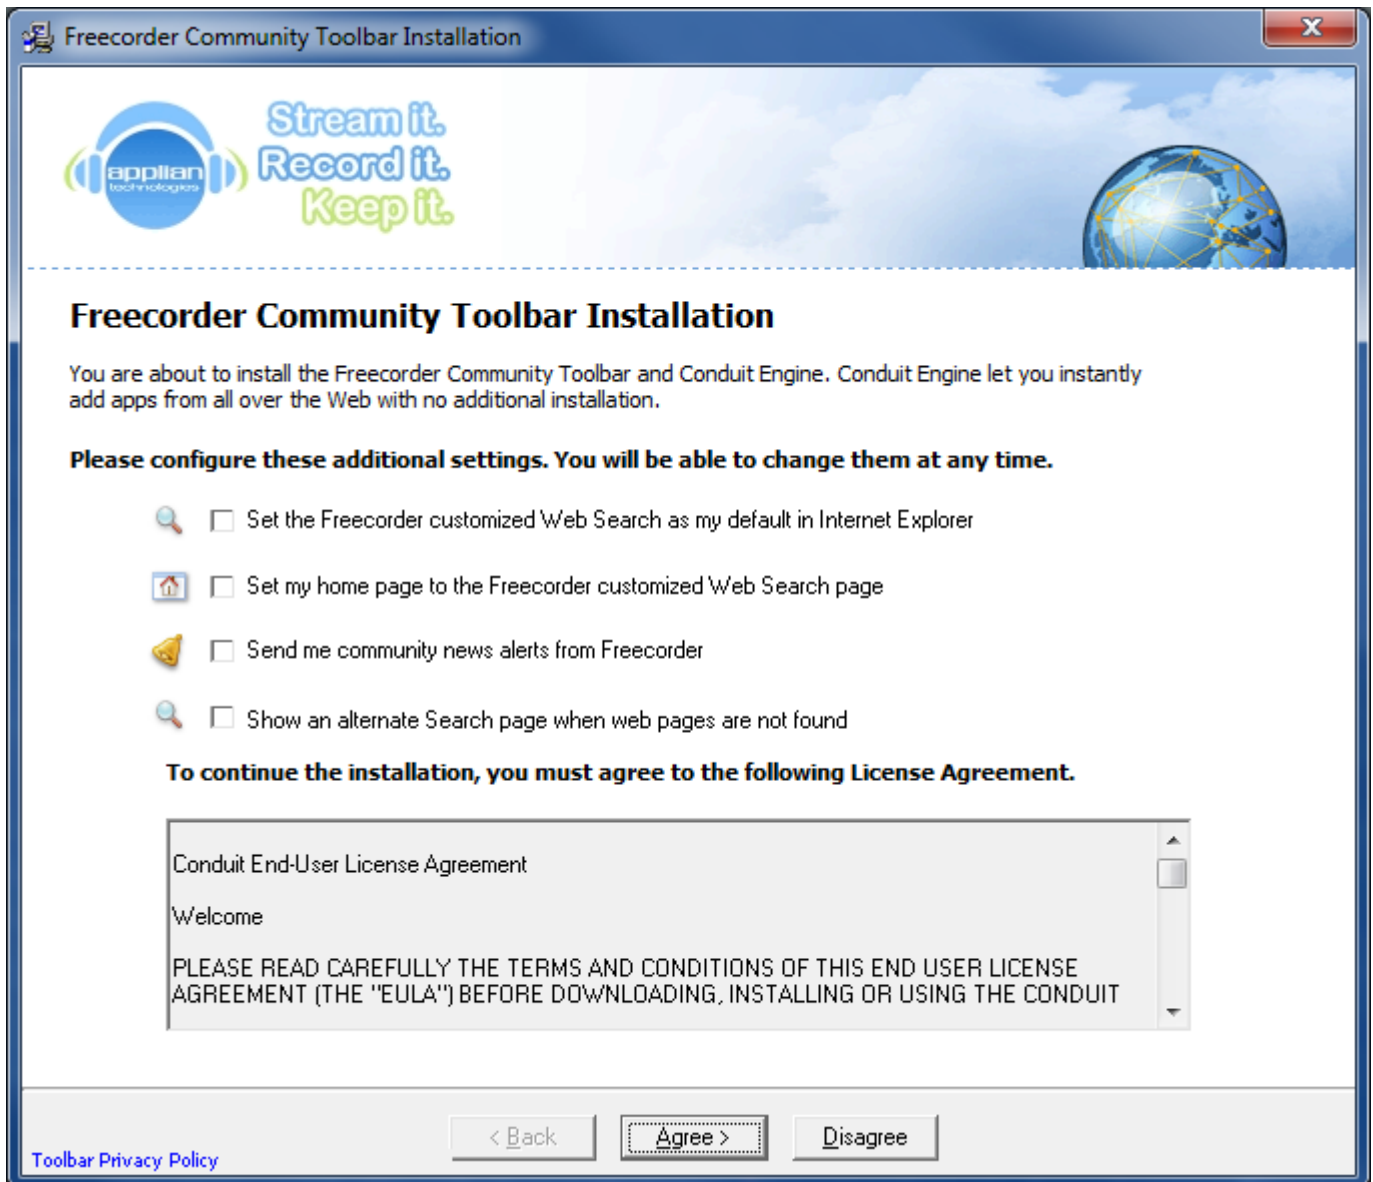 Freecorder Community Toolbar Installation
X
Stream it.
applian
technologies
Record it.
Keep it.
Freecorder Community Toolbar Installation
You are about to install the Freecorder Community Toolbar and Conduit Engine. Conduit Engine let you instantly
add apps from all over the Web with no additional installation.
Please configure these additional settings. You will be able to change them at any time.
Set the Freecorder customized Web Search as my default in Internet Explorer
Set my home page to the Freecorder customized Web Search page
Send me community news alerts from Freecorder
Show an alternate Search page when web pages are not found
To continue the installation, you must agree to the following License Agreement.
Conduit End-User License Agreement
Welcome
PLEASE READ CAREFULLY THE TERMS AND CONDITIONS OF THIS END USER LICENSE
AGREEMENT (THE "EULA") BEFORE DOWNLOADING, INSTALLING OR USING THE CONDUIT
< Back
Agree >
Disagree
Toolbar Privacy Policy